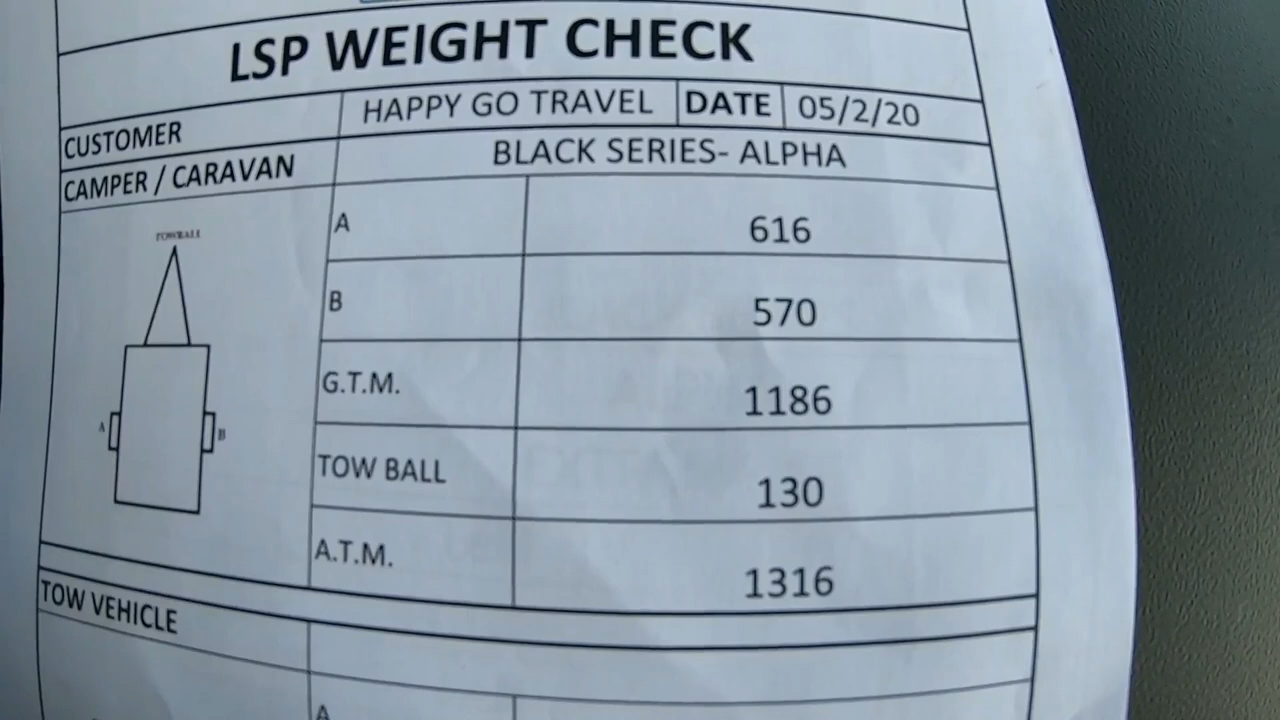 LSP WEIGHT CHECK
CUSTOMER HAPPY GO TRAVEL DATE 05/2/20
CAMPER / CARAVAN BLACK SERIES- ALPHA
TOWBALL
A 616
B 570
G.T.M. 1186
A B
TOW BALL 130
A.T.M. 1316
TOW VEHICLE
A